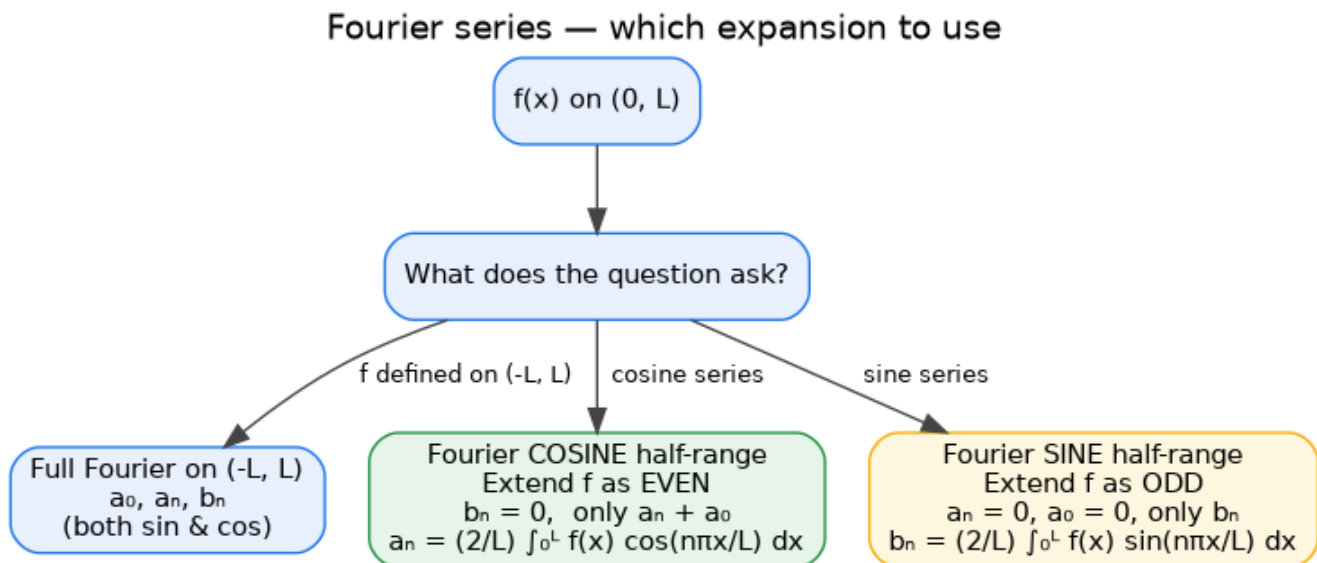 Fourier series — which expansion to use
f(x) on (0, L)
What does the question ask?
f defined on (-L, L)
cosine series
sine series
Full Fourier on (-L, L)
a₀, aₙ, bₙ
(both sin & cos)
Fourier COSINE half-range
Extend f as EVEN
bₙ = 0,  only aₙ + a₀
aₙ = (2/L) ∫₀ᴸ f(x) cos(nπx/L) dx
Fourier SINE half-range
Extend f as ODD
aₙ = 0, a₀ = 0, only bₙ
bₙ = (2/L) ∫₀ᴸ f(x) sin(nπx/L) dx